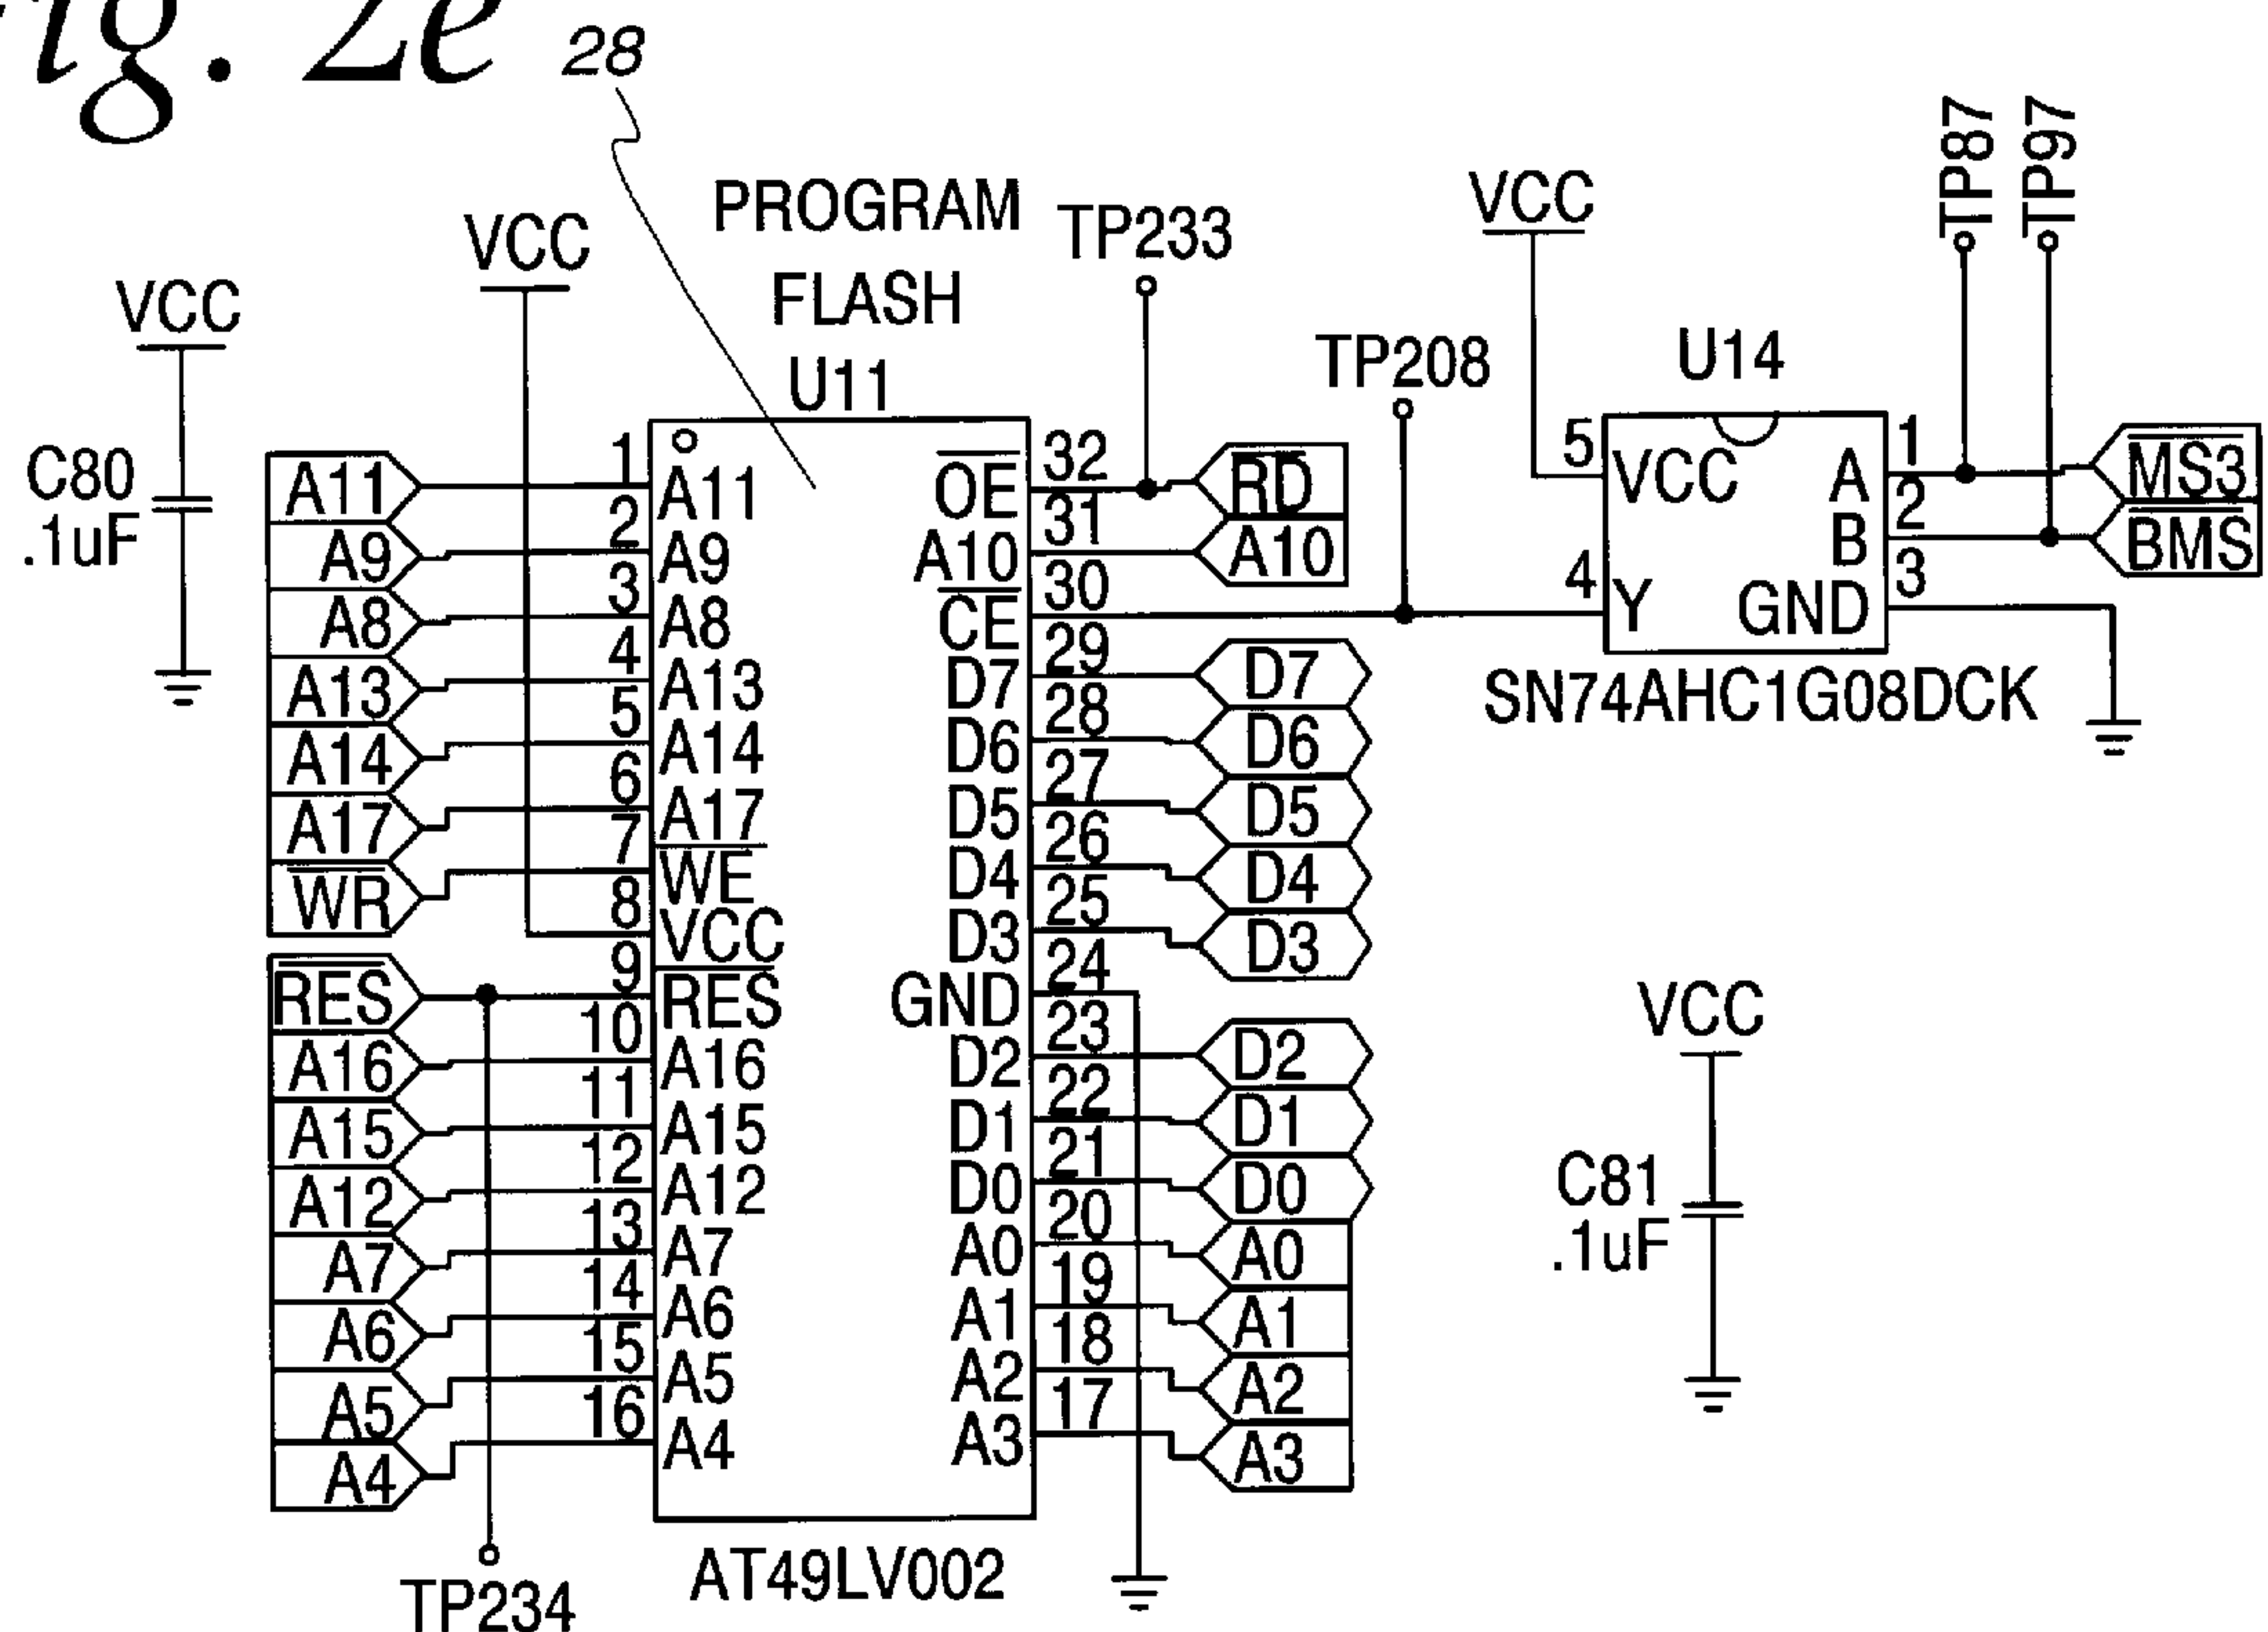 Fig. 2e
28
PROGRAM
FLASH
U11
VCC
C80
.1uF
VCC
TP233
TP208
VCC
TP87
TP97
U14
A11
A9
A8
A13
A14
A17
WR
RES
A16
A15
A12
A7
A6
A5
A4
1
2
3
4
5
6
7
8
9
10
11
12
13
14
15
16
A11
A9
A8
A13
A14
A17
WE
VCC
RES
A16
A15
A12
A7
A6
A5
A4
OE
A10
CE
D7
D6
D5
D4
D3
GND
D2
D1
D0
A0
A1
A2
A3
32
31
30
29
28
27
26
25
24
23
22
21
20
19
18
17
RD
A10
D7
D6
D5
D4
D3
D2
D1
D0
A0
A1
A2
A3
AT49LV002
TP234
5
4
VCC
Y
A
B
GND
1
2
3
MS3
BMS
SN74AHC1G08DCK
VCC
C81
.1uF